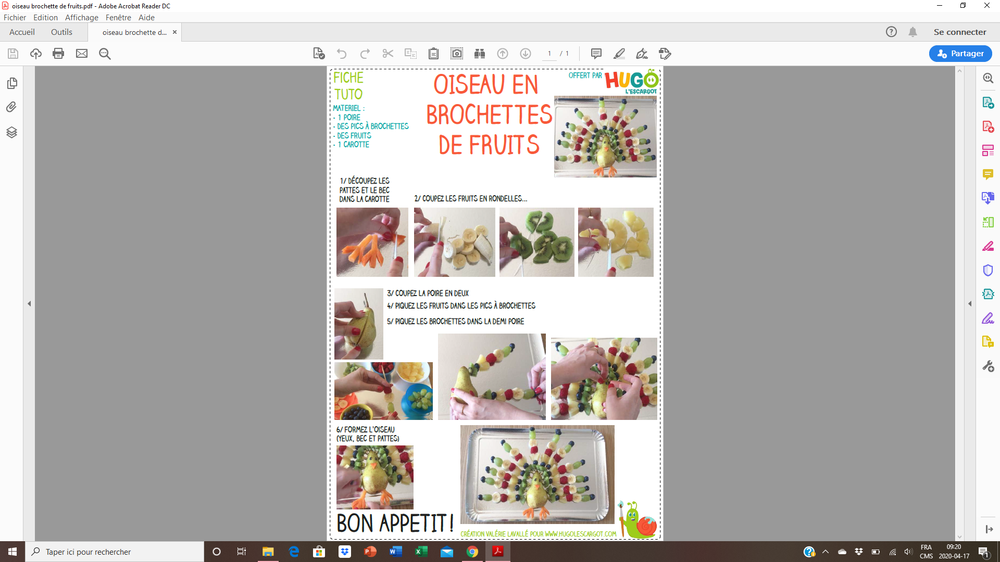 oiseau brochette de fruits.pdf - Adobe Acrobat Reader DC
Fichier Edition Affichage Fenêtre Aide
Accueil Outils oiseau brochette d... × Se connecter
1 / 1 Partager
FICHE
TUTO
MATERIEL :
- 1 POIRE
- DES PICS À BROCHETTES
- DES FRUITS
- 1 CAROTTE
OISEAU EN
BROCHETTES
DE FRUITS
OFFERT PAR HUGO
L'ESCARGOT
1/ DÉCOUPEZ LES
PATTES ET LE BEC
DANS LA CAROTTE
2/ COUPEZ LES FRUITS EN RONDELLES...
3/ COUPEZ LA POIRE EN DEUX
4/ PIQUEZ LES FRUITS DANS LES PICS À BROCHETTES
5/ PIQUEZ LES BROCHETTES DANS LA DEMI POIRE
6/ FORMEZ L'OISEAU
(YEUX, BEC ET PATTES)
BON APPETIT!
CRÉATION VALÉRIE LAVALLÉ POUR WWW.HUGOLESCARGOT.COM
Taper ici pour rechercher
FRA
CMS
09:20
2020-04-17
1